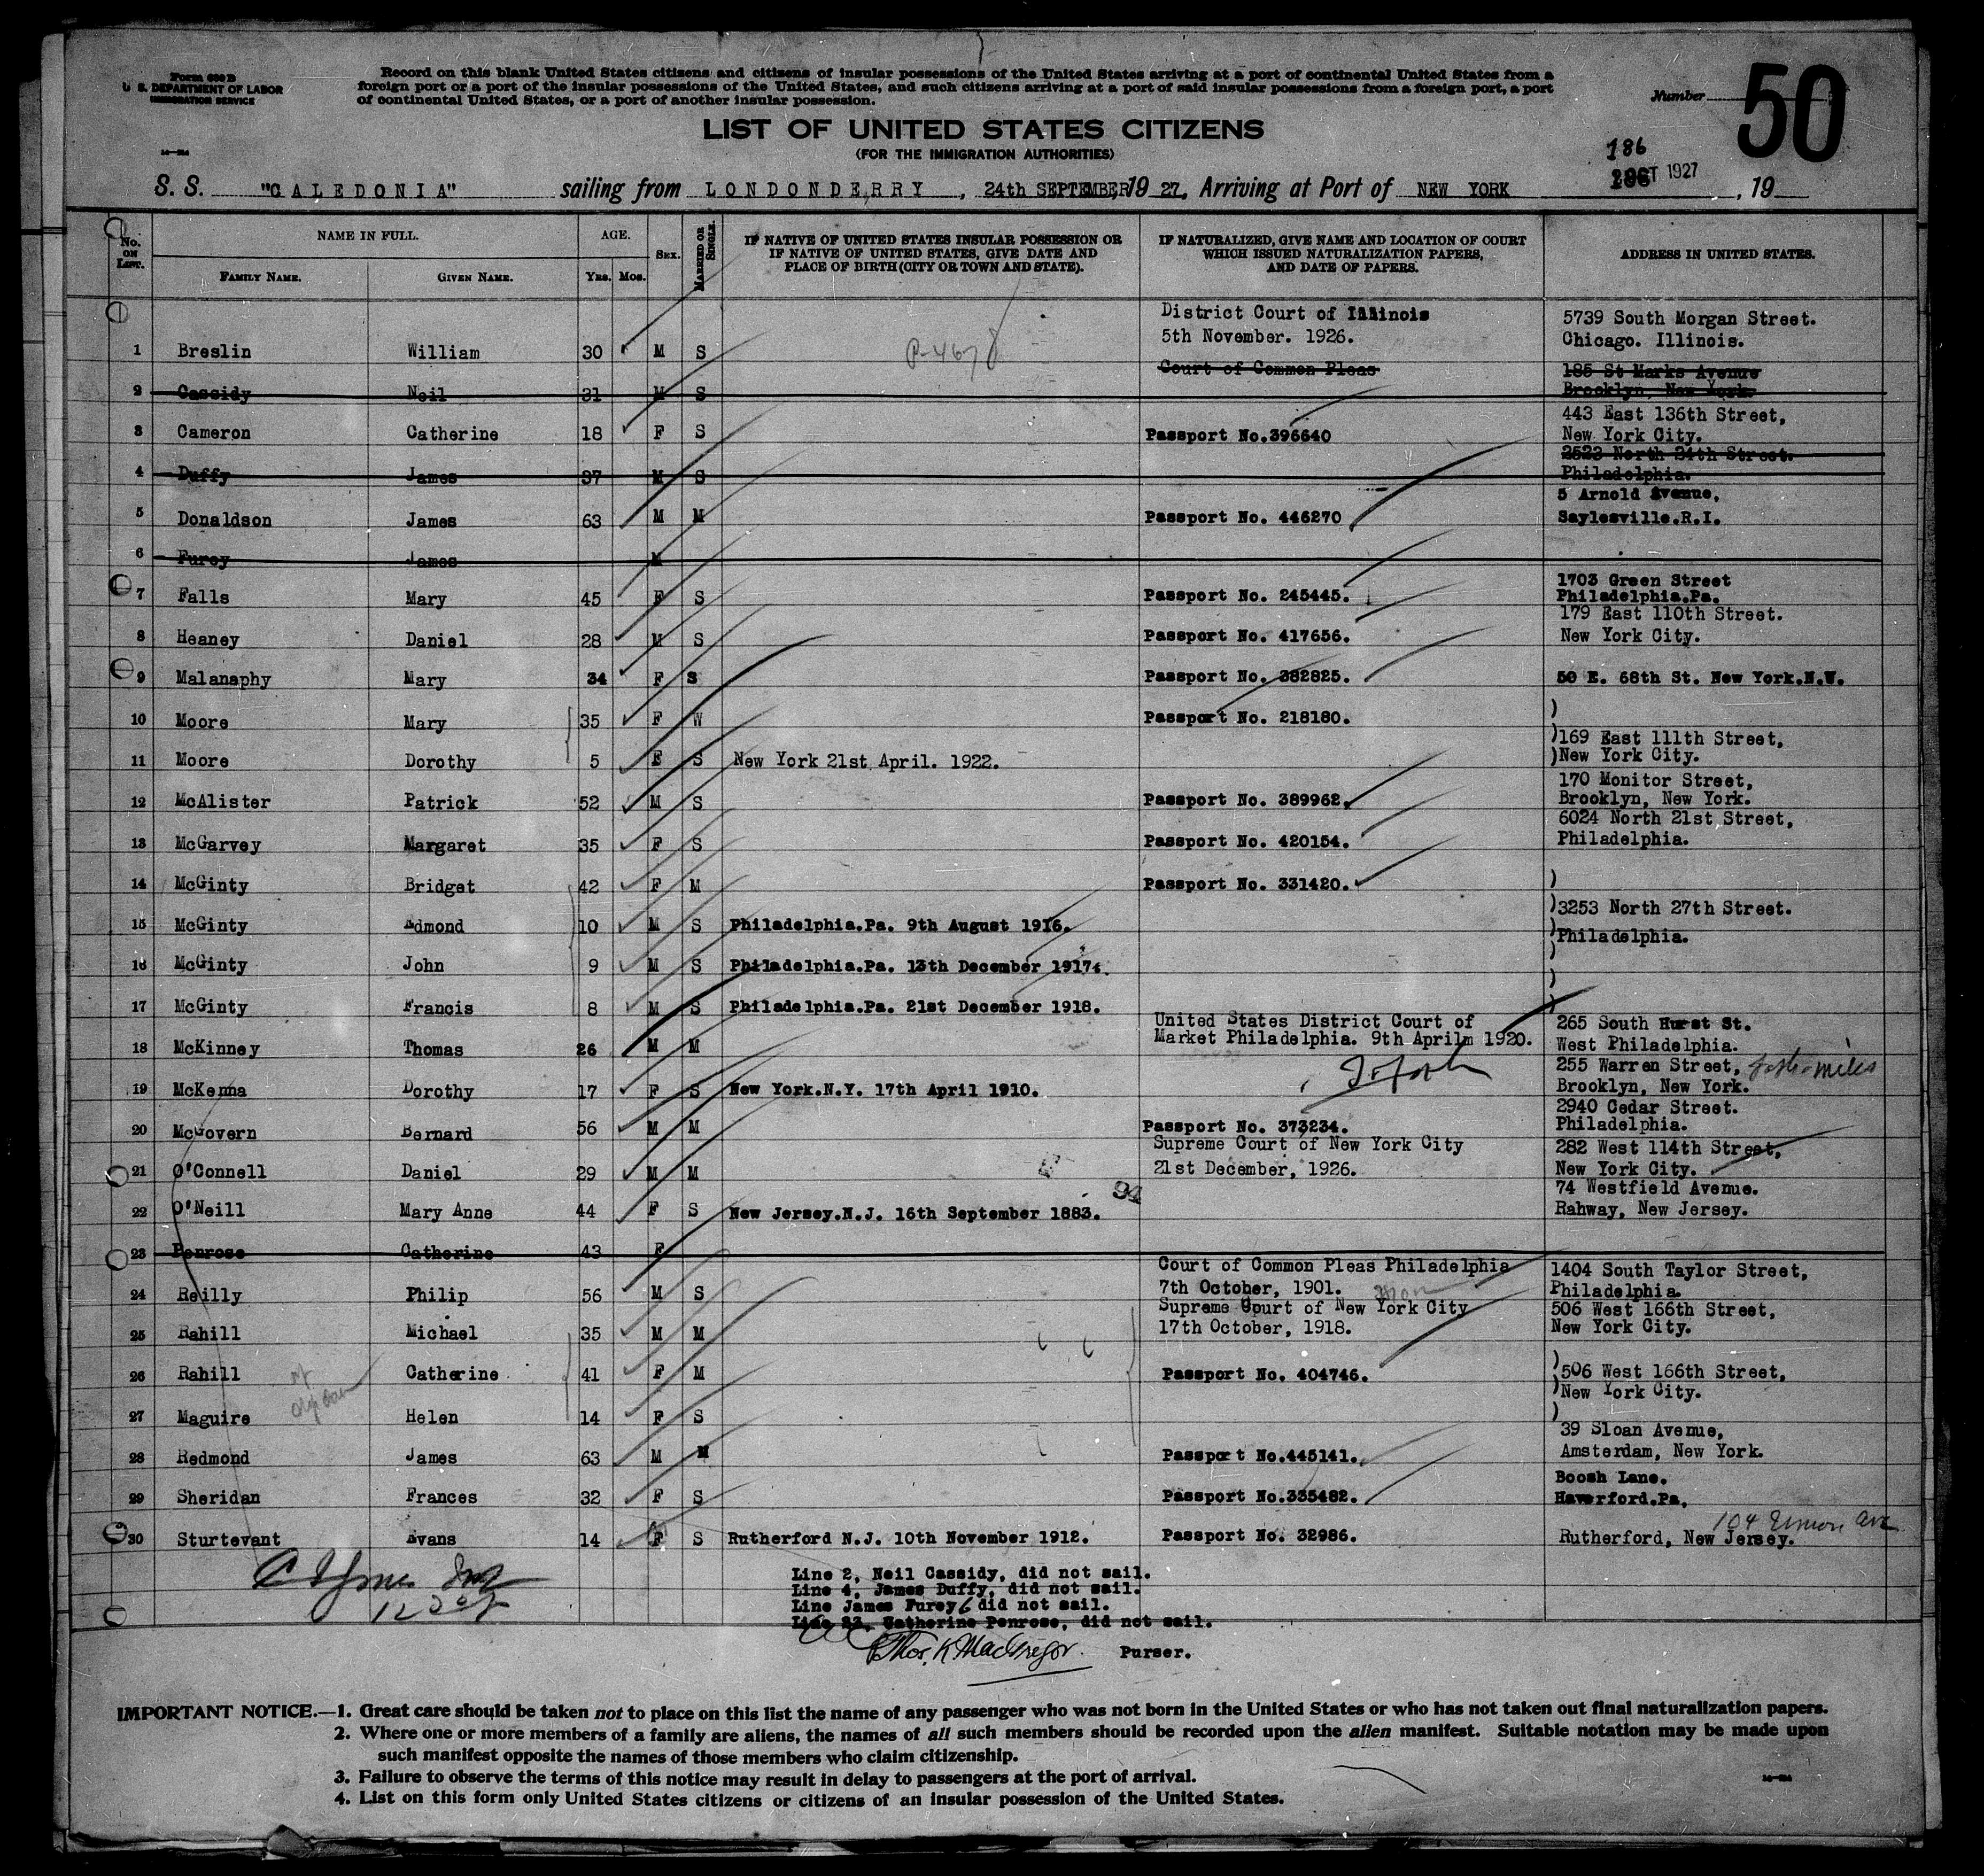 Form 630 B
U. S. DEPARTMENT OF LABOR
IMMIGRATION SERVICE
Record on this blank United States citizens and citizens of insular possessions of the United States arriving at a port of continental United States from a
foreign port or a port of the insular possessions of the United States, and such citizens arriving at a port of said insular possessions from a foreign port, a port
of continental United States, or a port of another insular possession.
Number 50
LIST OF UNITED STATES CITIZENS
(FOR THE IMMIGRATION AUTHORITIES)
186
S. S. "CALEDONIA" sailing from LONDONDERRY, 24th SEPTEMBER, 19 27, Arriving at Port of NEW YORK OCT 1927, 19
No. ON LIST.
NAME IN FULL.
FAMILY NAME. GIVEN NAME.
AGE.
Yrs. Mos.
SEX.
MARRIED OR SINGLE.
IF NATIVE OF UNITED STATES INSULAR POSSESSION OR
IF NATIVE OF UNITED STATES, GIVE DATE AND
PLACE OF BIRTH (CITY OR TOWN AND STATE).
IF NATURALIZED, GIVE NAME AND LOCATION OF COURT
WHICH ISSUED NATURALIZATION PAPERS,
AND DATE OF PAPERS.
ADDRESS IN UNITED STATES.
District Court of Illinois 5739 South Morgan Street.
5th November. 1926. Chicago. Illinois.
1 Breslin William 30 M S
Court of Common Pleas 185 St Marks Avenue
2 Cassidy Neil 31 M S Brooklyn, New York.
443 East 136th Street,
3 Cameron Catherine 18 F S Passport No.396640 New York City.
2523 North 24th Street.
4 Duffy James 37 M S Philadelphia.
5 Arnold Avenue,
5 Donaldson James 63 M M Passport No. 446270 Saylesville.R.I.
6 Furey James M
1703 Green Street
7 Falls Mary 45 F S Passport No. 245445. Philadelphia.Pa.
179 East 110th Street.
8 Heaney Daniel 28 M S Passport No. 417656. New York City.
9 Malanaphy Mary 34 F S Passport No. 382825. 50 E. 68th St. New York.N.Y.
10 Moore Mary 35 F W Passport No. 218180. )
)169 East 111th Street,
11 Moore Dorothy 5 F S New York 21st April. 1922. )New York City.
170 Monitor Street,
12 McAlister Patrick 52 M S Passport No. 389962. Brooklyn, New York.
6024 North 21st Street,
13 McGarvey Margaret 35 F S Passport No. 420154. Philadelphia.
14 McGinty Bridget 42 F M Passport No. 331420. )
)3253 North 27th Street.
15 McGinty Edmond 10 M S Philadelphia.Pa. 9th August 1916. )Philadelphia.
16 McGinty John 9 M S Philadelphia.Pa. 13th December 1917. )
17 McGinty Francis 8 M S Philadelphia.Pa. 21st December 1918. )
United States District Court of 265 South Hurst St.
18 McKinney Thomas 26 M M Market Philadelphia. 9th Aprilm 1920. West Philadelphia.
255 Warren Street,
19 McKenna Dorothy 17 F S New York.N.Y. 17th April 1910. Brooklyn, New York.
2940 Cedar Street.
20 McGovern Bernard 56 M M Passport No. 373234. Philadelphia.
Supreme Court of New York City 282 West 114th Street,
21 O'Connell Daniel 29 M M 21st December, 1926. New York City.
94
74 Westfield Avenue.
22 O'Neill Mary Anne 44 F S New Jersey.N.J. 16th September 1883. Rahway, New Jersey.
23 Penrose Catherine 43 F
Court of Common Pleas Philadelphia 1404 South Taylor Street,
24 Reilly Philip 56 M S 7th October, 1901. Philadelphia.
Supreme Court of New York City 506 West 166th Street,
25 Rahill Michael 35 M M 17th October, 1918. New York City.
26 Rahill Catherine 41 F M Passport No. 404746. )506 West 166th Street,
)New York City.
27 Maguire Helen 14 F S )
39 Sloan Avenue,
28 Redmond James 63 M M Passport No.445141. Amsterdam, New York.
Boosh Lane.
29 Sheridan Frances 32 F S Passport No.335482. Haverford.Pa.
104 Union Ave
30 Sturtevant Evans 14 F S Rutherford N.J. 10th November 1912. Passport No. 32986. Rutherford, New Jersey.
Line 2, Neil Cassidy, did not sail.
Line 4, James Duffy, did not sail.
Line James Furey 6 did not sail.
Line 23, Catherine Penrose, did not sail.
Thos. K MacGregor. Purser.
IMPORTANT NOTICE.—1. Great care should be taken not to place on this list the name of any passenger who was not born in the United States or who has not taken out final naturalization papers.
2. Where one or more members of a family are aliens, the names of all such members should be recorded upon the alien manifest. Suitable notation may be made upon
such manifest opposite the names of those members who claim citizenship.
3. Failure to observe the terms of this notice may result in delay to passengers at the port of arrival.
4. List on this form only United States citizens or citizens of an insular possession of the United States.